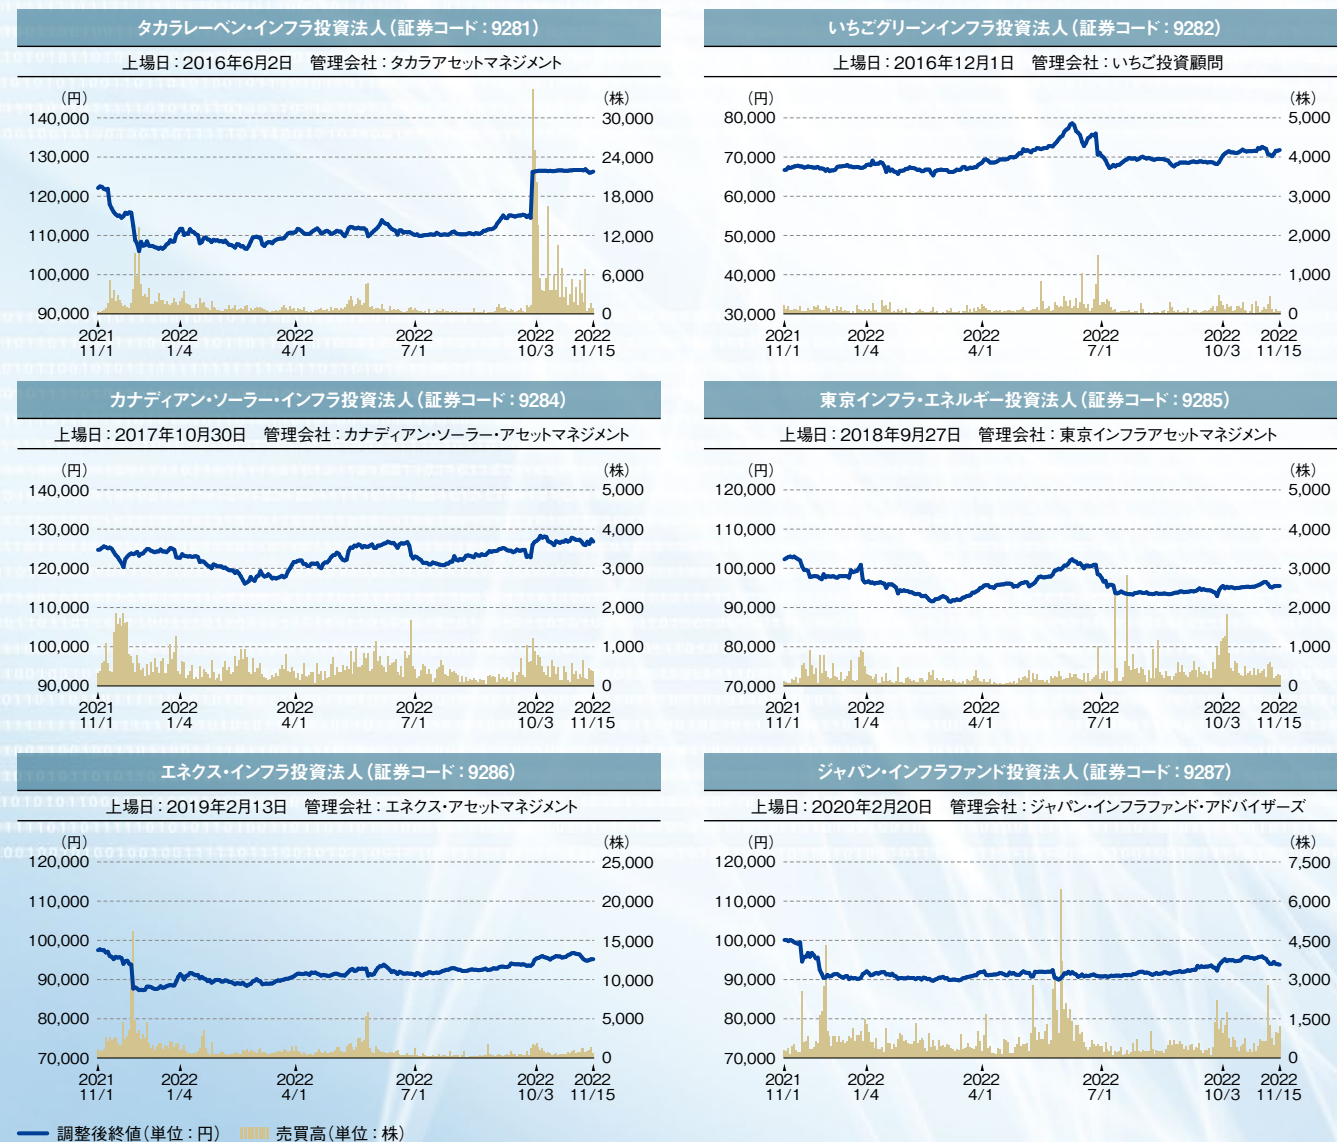 タカラレーベン・インフラ投資法人(証券コード：9281)
上場日：2016年6月2日　管理会社：タカラアセットマネジメント
(円) (株)
140,000 30,000
130,000 24,000
120,000 18,000
110,000 12,000
100,000 6,000
90,000 0
2021 2022 2022 2022 2022 2022
11/1 1/4 4/1 7/1 10/3 11/15
いちごグリーンインフラ投資法人(証券コード：9282)
上場日：2016年12月1日　管理会社：いちご投資顧問
(円) (株)
80,000 5,000
70,000 4,000
60,000 3,000
50,000 2,000
40,000 1,000
30,000 0
2021 2022 2022 2022 2022 2022
11/1 1/4 4/1 7/1 10/3 11/15
カナディアン・ソーラー・インフラ投資法人(証券コード：9284)
上場日：2017年10月30日　管理会社：カナディアン・ソーラー・アセットマネジメント
(円) (株)
140,000 5,000
130,000 4,000
120,000 3,000
110,000 2,000
100,000 1,000
90,000 0
2021 2022 2022 2022 2022 2022
11/1 1/4 4/1 7/1 10/3 11/15
東京インフラ・エネルギー投資法人(証券コード：9285)
上場日：2018年9月27日　管理会社：東京インフラアセットマネジメント
(円) (株)
120,000 5,000
110,000 4,000
100,000 3,000
90,000 2,000
80,000 1,000
70,000 0
2021 2022 2022 2022 2022 2022
11/1 1/4 4/1 7/1 10/3 11/15
エネクス・インフラ投資法人(証券コード：9286)
上場日：2019年2月13日　管理会社：エネクス・アセットマネジメント
(円) (株)
120,000 25,000
110,000 20,000
100,000 15,000
90,000 10,000
80,000 5,000
70,000 0
2021 2022 2022 2022 2022 2022
11/1 1/4 4/1 7/1 10/3 11/15
ジャパン・インフラファンド投資法人(証券コード：9287)
上場日：2020年2月20日　管理会社：ジャパン・インフラファンド・アドバイザーズ
(円) (株)
120,000 7,500
110,000 6,000
100,000 4,500
90,000 3,000
80,000 1,500
70,000 0
2021 2022 2022 2022 2022 2022
11/1 1/4 4/1 7/1 10/3 11/15
調整後終値(単位：円) 売買高(単位：株)